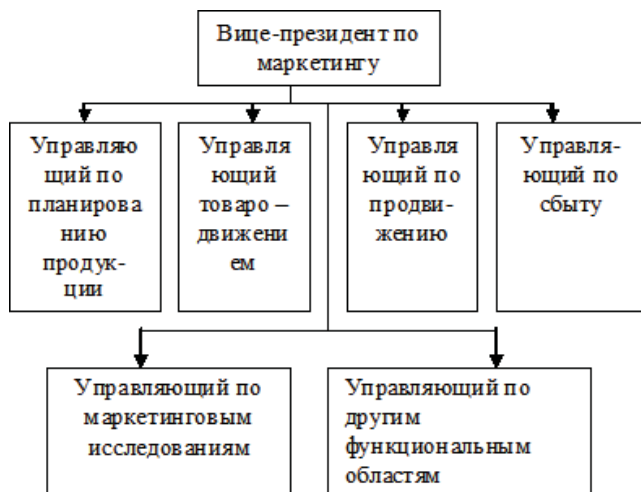 Вице-президент по
маркетингу
Управляю
щий по
планирова
нию
продук-
ции
Управля
ющий
товаро –
движени
ем
Управля
ющий по
продви-
жению
Управля-
ющий по
сбыту
Управляющий по
маркетинговым
исследованиям
Управляющий по
другим
функциональным
областям